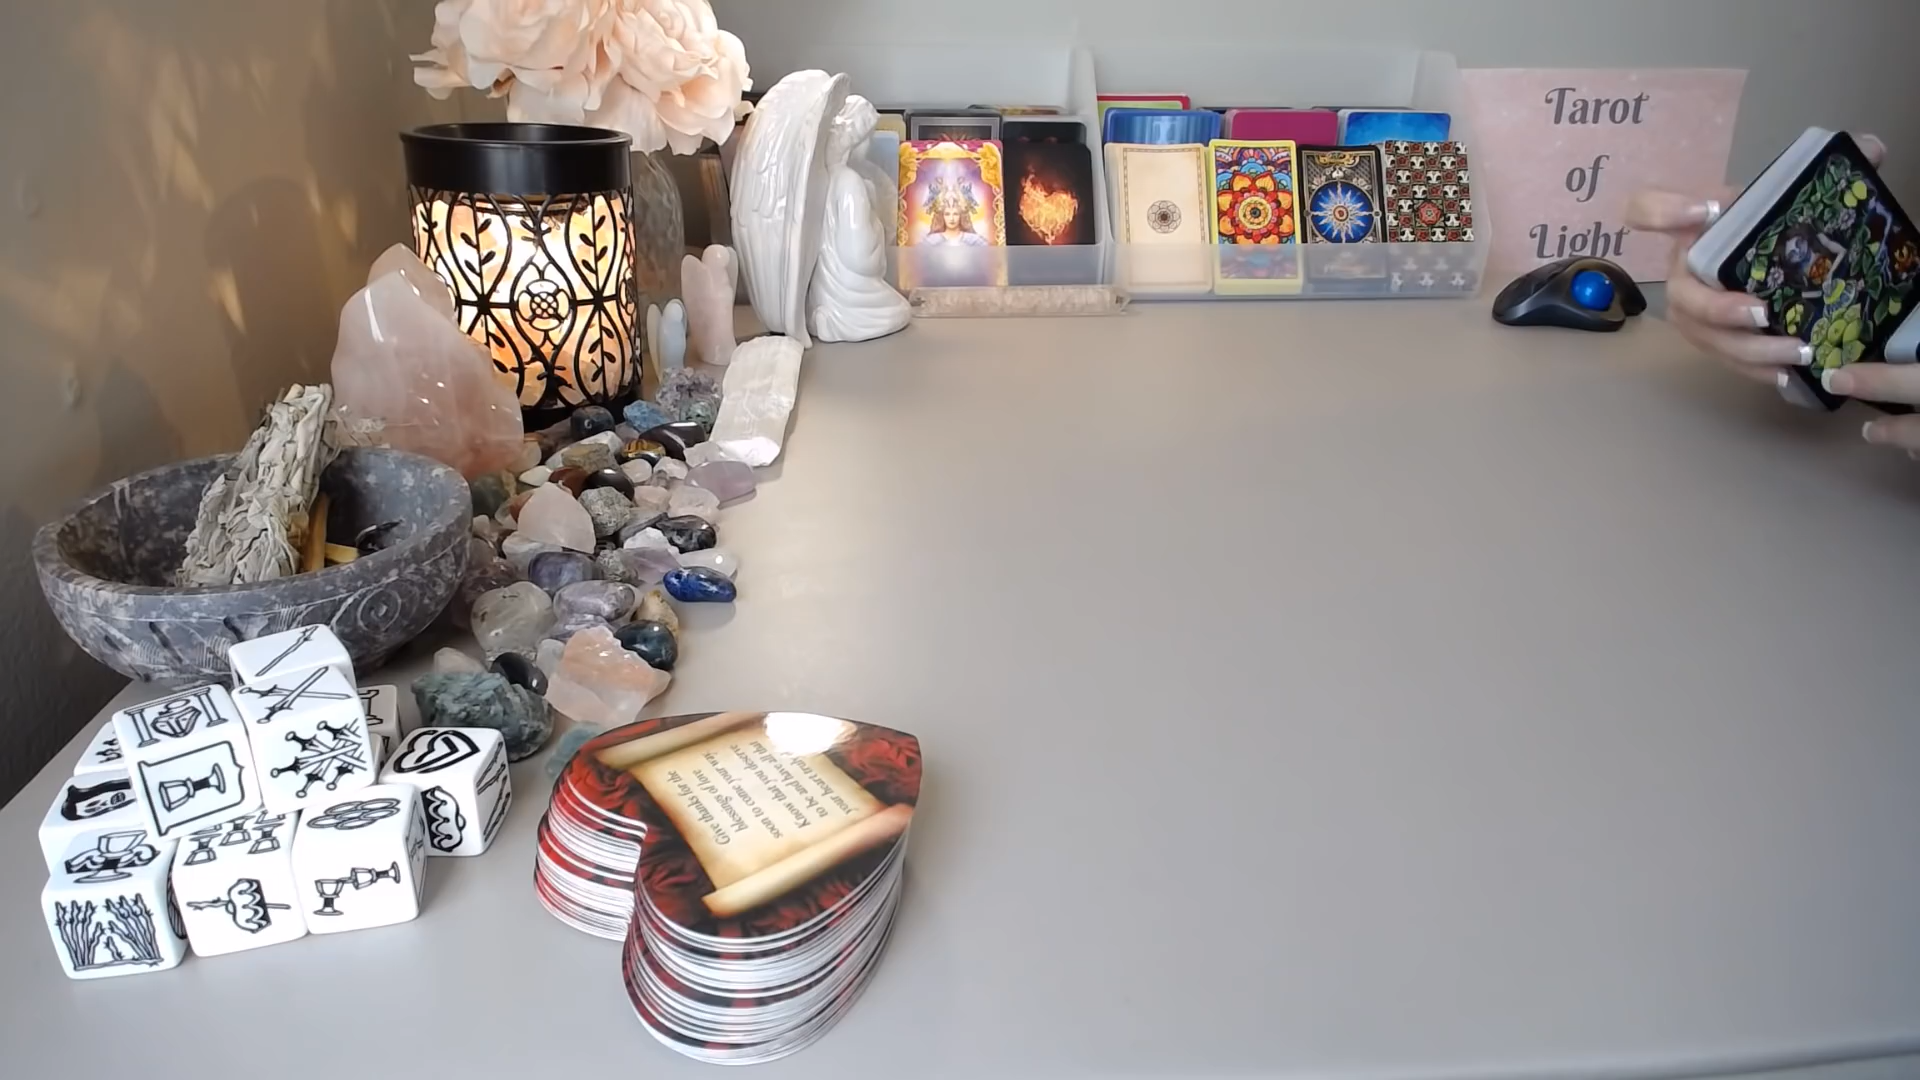 Tarot
of
Light
Give thanks for the
blessings of love
soon to come your way.
Know that you deserve
to be and have all that
your heart truly